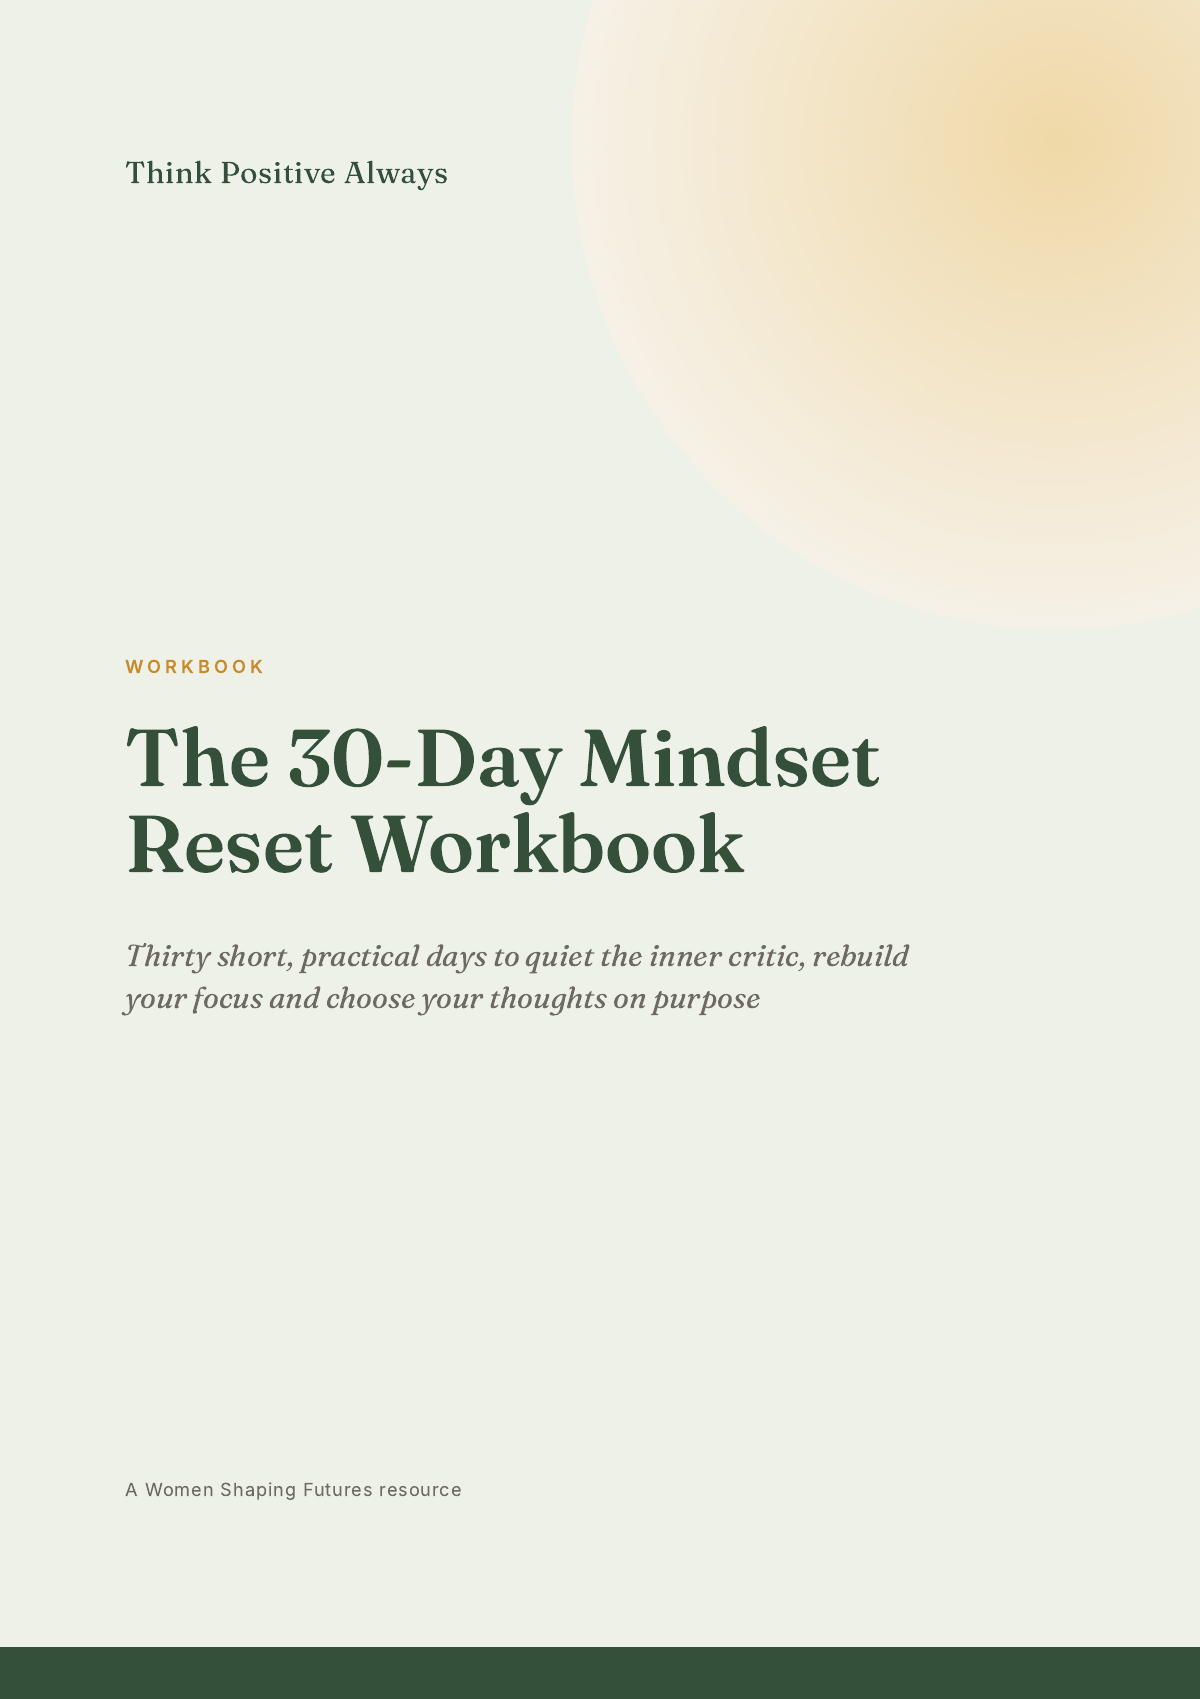 Think Positive Always
WORKBOOK
The 30-Day Mindset
Reset Workbook
Thirty short, practical days to quiet the inner critic, rebuild
your focus and choose your thoughts on purpose
A Women Shaping Futures resource